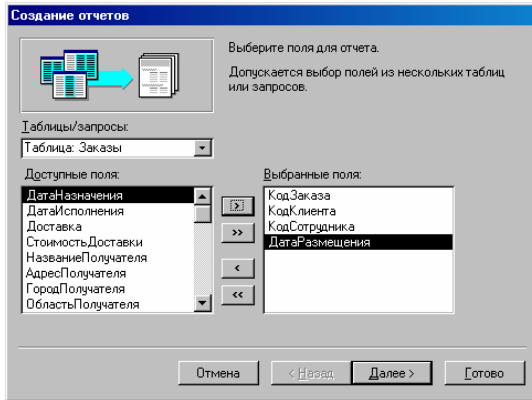 Создание отчетов
Выберите поля для отчета.
Допускается выбор полей из нескольких таблиц
или запросов.
Таблицы/запросы:
Таблица: Заказы
Доступные поля:
Выбранные поля:
ДатаНазначения
ДатаИсполнения
Доставка
СтоимостьДоставки
НазваниеПолучателя
АдресПолучателя
ГородПолучателя
ОбластьПолучателя
>
>>
<
<<
КодЗаказа
КодКлиента
КодСотрудника
ДатаРазмещения
Отмена
< Назад
Далее >
Готово